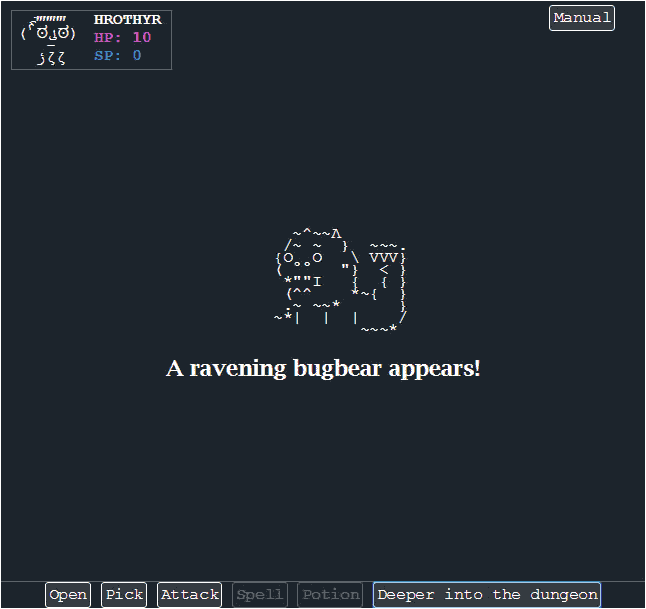 HROTHYR
HP: 10
SP: 0
Manual
A ravening bugbear appears!
Open Pick Attack Spell Potion Deeper into the dungeon